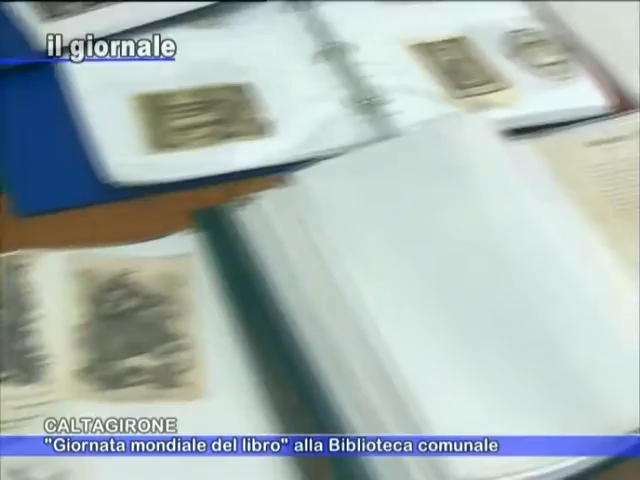 il giornale
CALTAGIRONE
"Giornata mondiale del libro" alla Biblioteca comunale